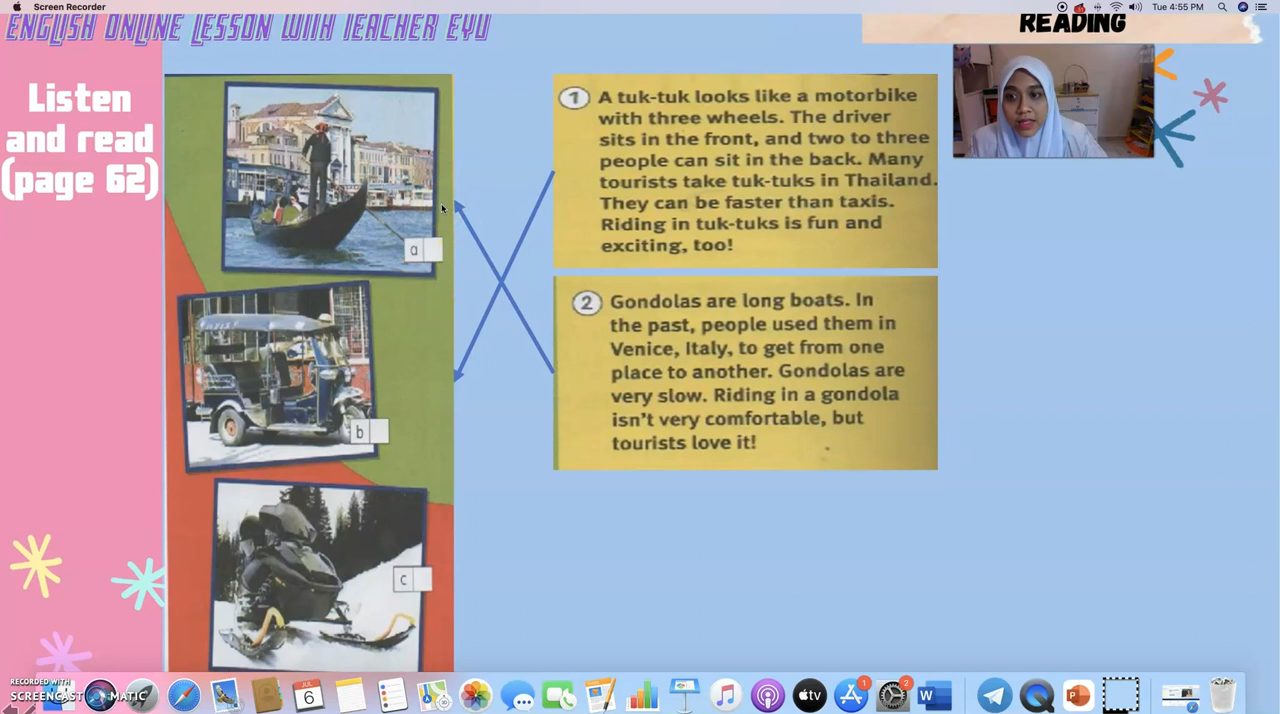 Screen Recorder
Tue 4:55 PM
ENGLISH ONLINE LESSON WITH TEACHER EYU
READING
Listen
and read
(page 62)
a
b
c
1 A tuk-tuk looks like a motorbike
with three wheels. The driver
sits in the front, and two to three
people can sit in the back. Many
tourists take tuk-tuks in Thailand.
They can be faster than taxis.
Riding in tuk-tuks is fun and
exciting, too!
2 Gondolas are long boats. In
the past, people used them in
Venice, Italy, to get from one
place to another. Gondolas are
very slow. Riding in a gondola
isn't very comfortable, but
tourists love it!
RECORDED WITH
SCREENCAST MATIC
JUL
6
tv
1
2
W
P